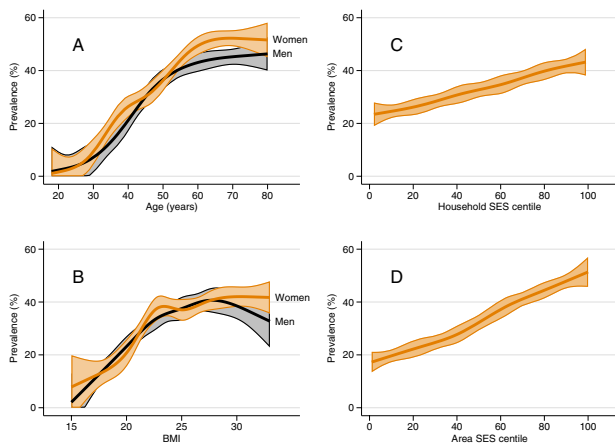 60
40
20
0
Prevalence (%)
A
Women
Men
20 30 40 50 60 70 80
Age (years)
60
40
20
0
Prevalence (%)
C
0 20 40 60 80 100
Household SES centile
60
40
20
0
Prevalence (%)
B
Women
Men
15 20 25 30
BMI
60
40
20
0
Prevalence (%)
D
0 20 40 60 80 100
Area SES centile